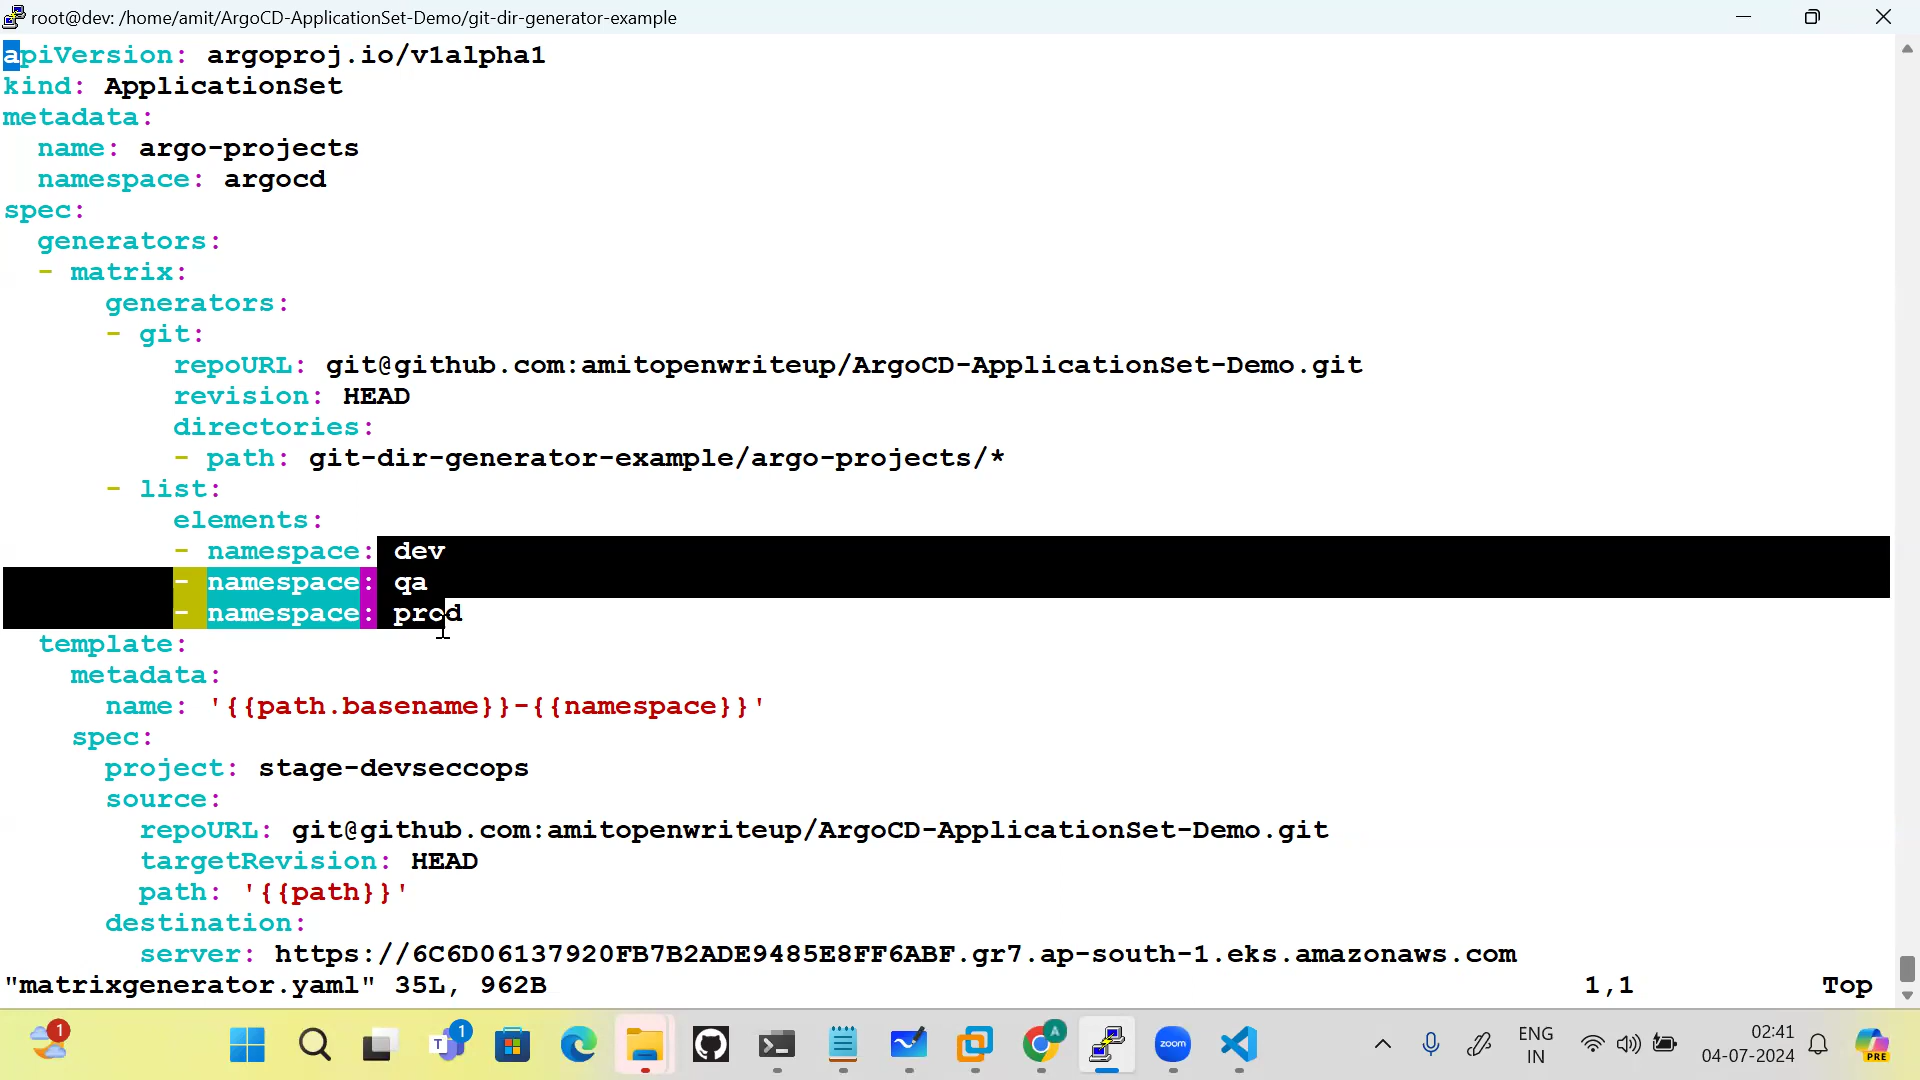 root@dev: /home/amit/ArgoCD-ApplicationSet-Demo/git-dir-generator-example
apiVersion: argoproj.io/v1alpha1
kind: ApplicationSet
metadata:
  name: argo-projects
  namespace: argocd
spec:
  generators:
  - matrix:
      generators:
      - git:
          repoURL: git@github.com:amitopenwriteup/ArgoCD-ApplicationSet-Demo.git
          revision: HEAD
          directories:
          - path: git-dir-generator-example/argo-projects/*
      - list:
          elements:
          - namespace: dev
          - namespace: qa
          - namespace: prod
  template:
    metadata:
      name: '{{path.basename}}-{{namespace}}'
    spec:
      project: stage-devseccops
      source:
        repoURL: git@github.com:amitopenwriteup/ArgoCD-ApplicationSet-Demo.git
        targetRevision: HEAD
        path: '{{path}}'
      destination:
        server: https://6C6D06137920FB7B2ADE9485E8FF6ABF.gr7.ap-south-1.eks.amazonaws.com
"matrixgenerator.yaml" 35L, 962B 1,1 Top
1
T 1
A
zoom
ENG
IN
02:41
04-07-2024
PRE